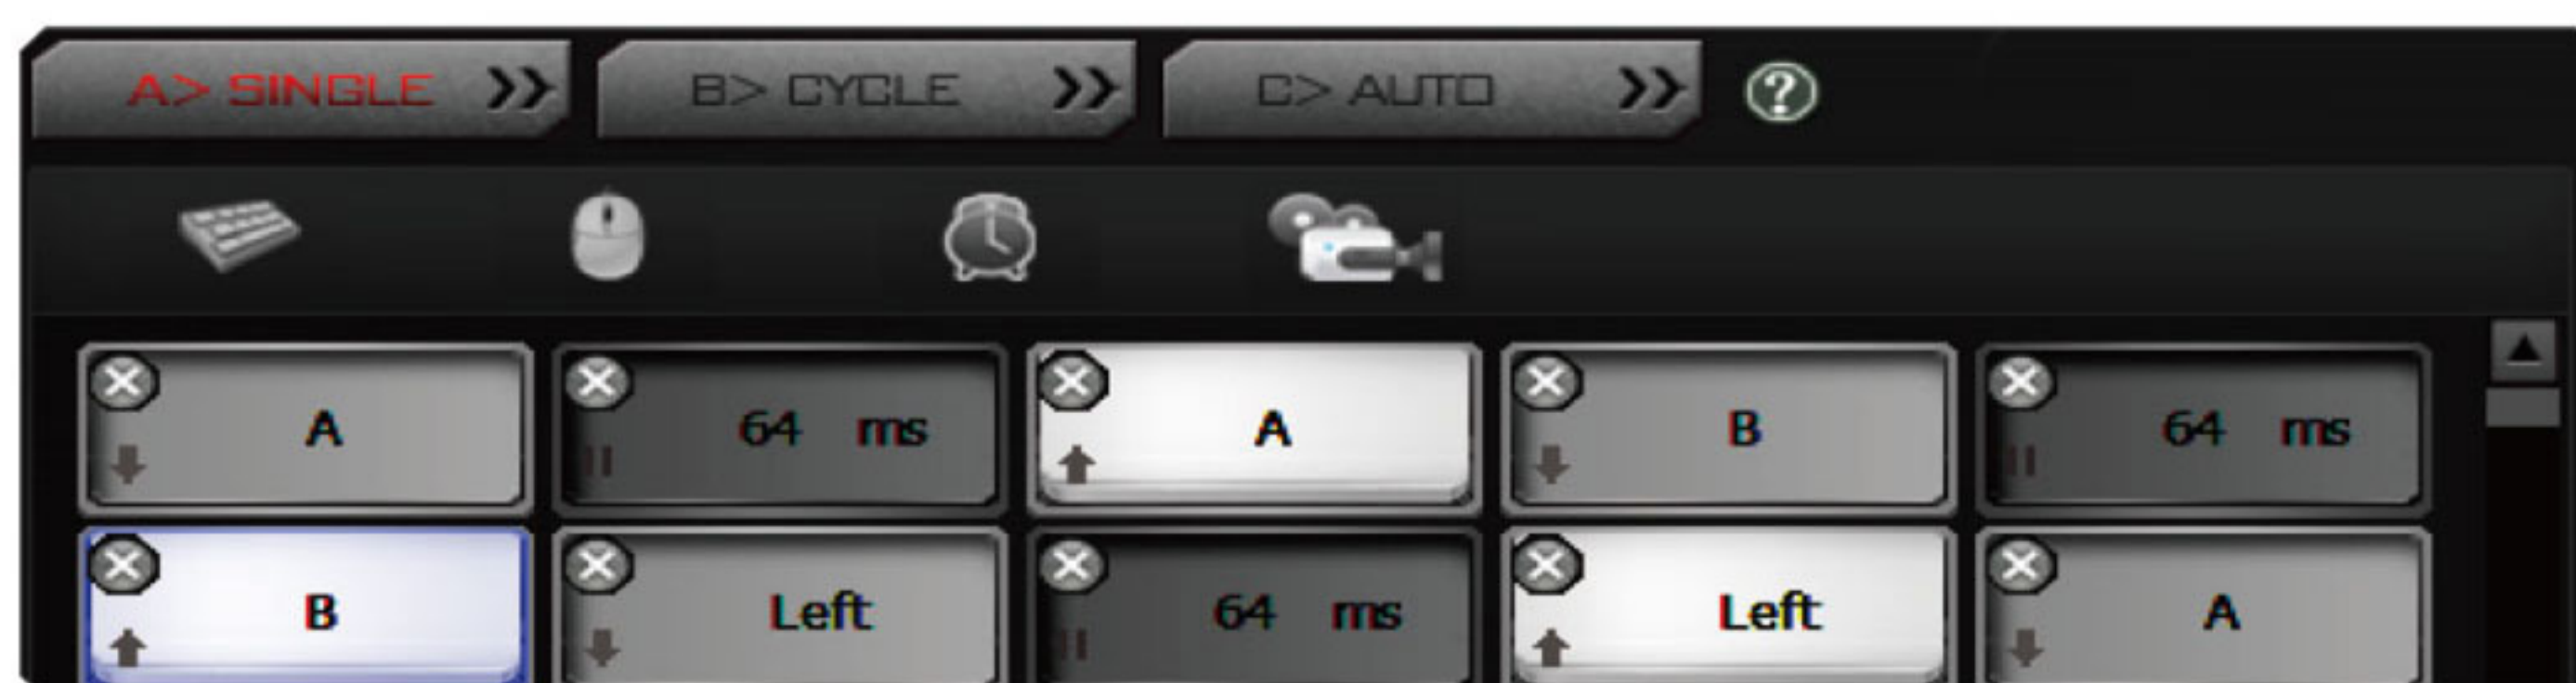 A> SINGLE B> CYCLE C> AUTO ?
A 64 ms A B 64 ms
B Left 64 ms Left A